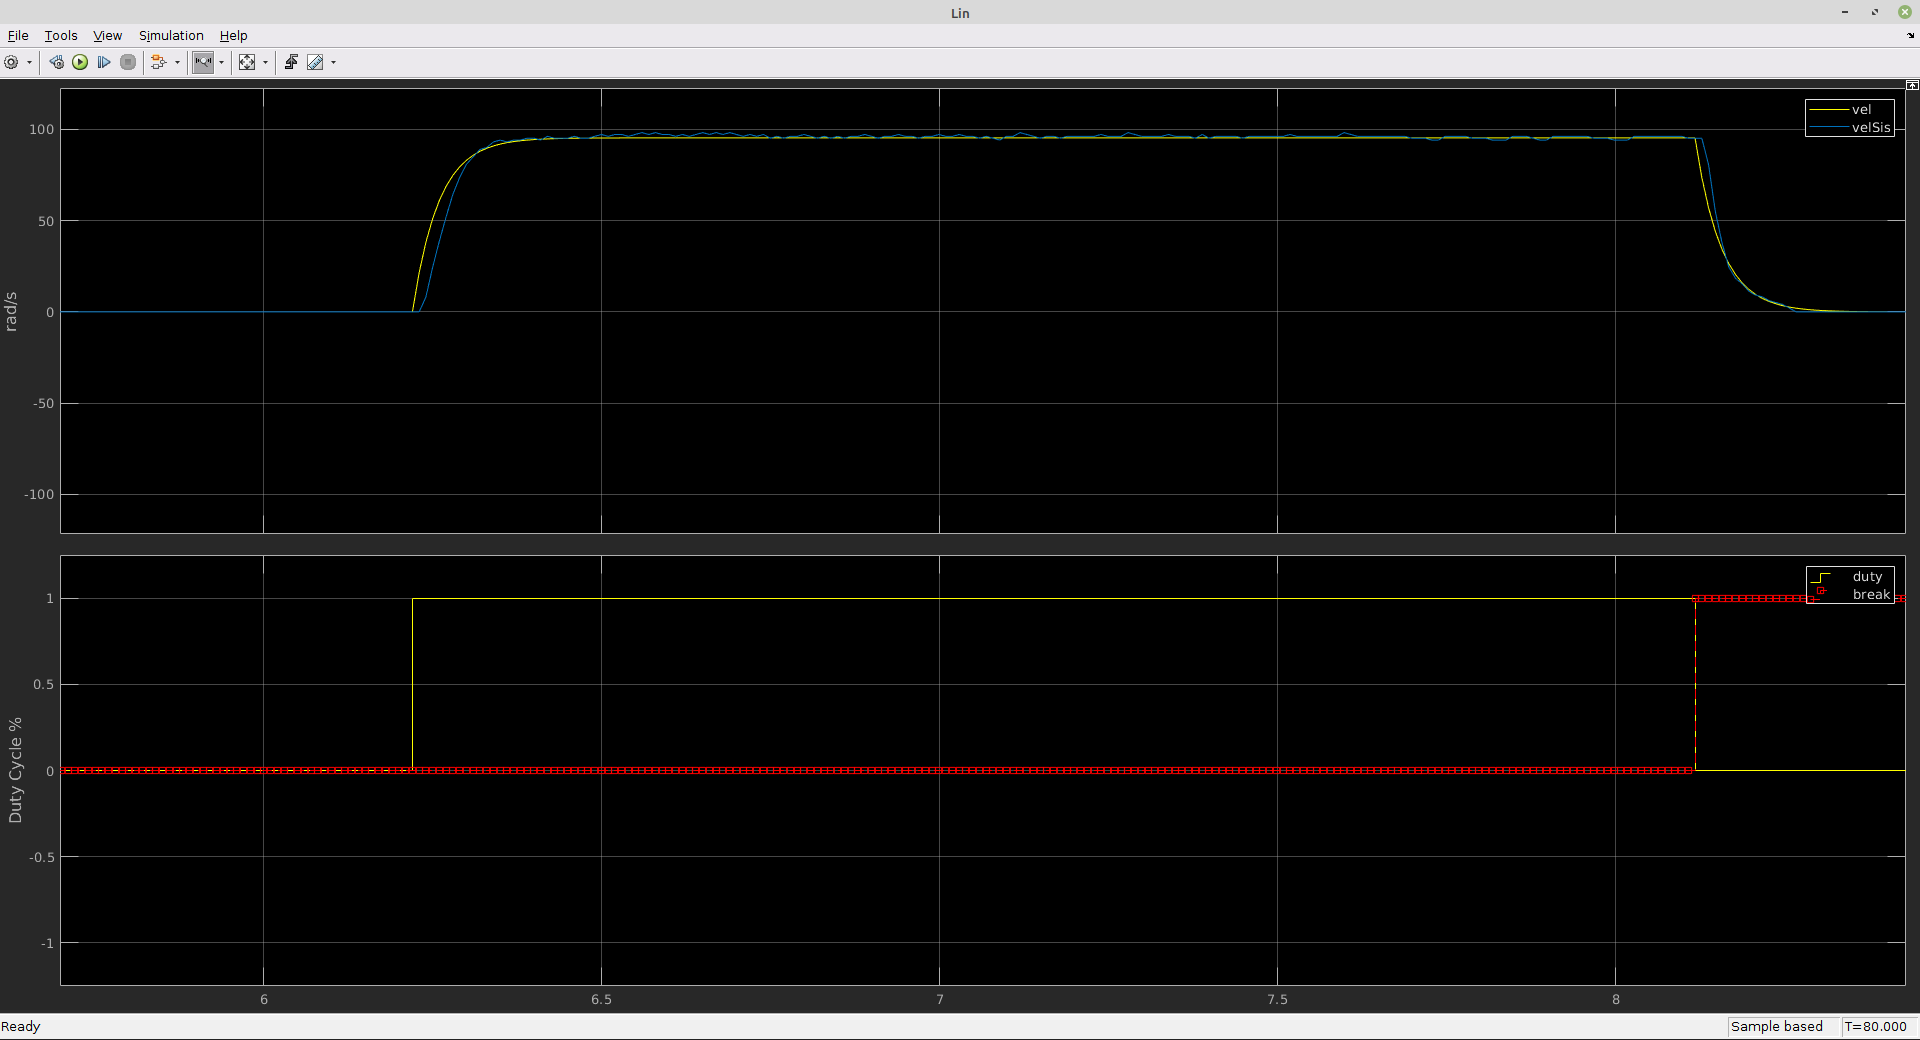 Lin
File Tools View Simulation Help
vel
velSis
100
50
0
-50
-100
rad/s
duty
break
1
0.5
0
-0.5
-1
Duty Cycle %
6 6.5 7 7.5 8
Ready
Sample based T=80.000